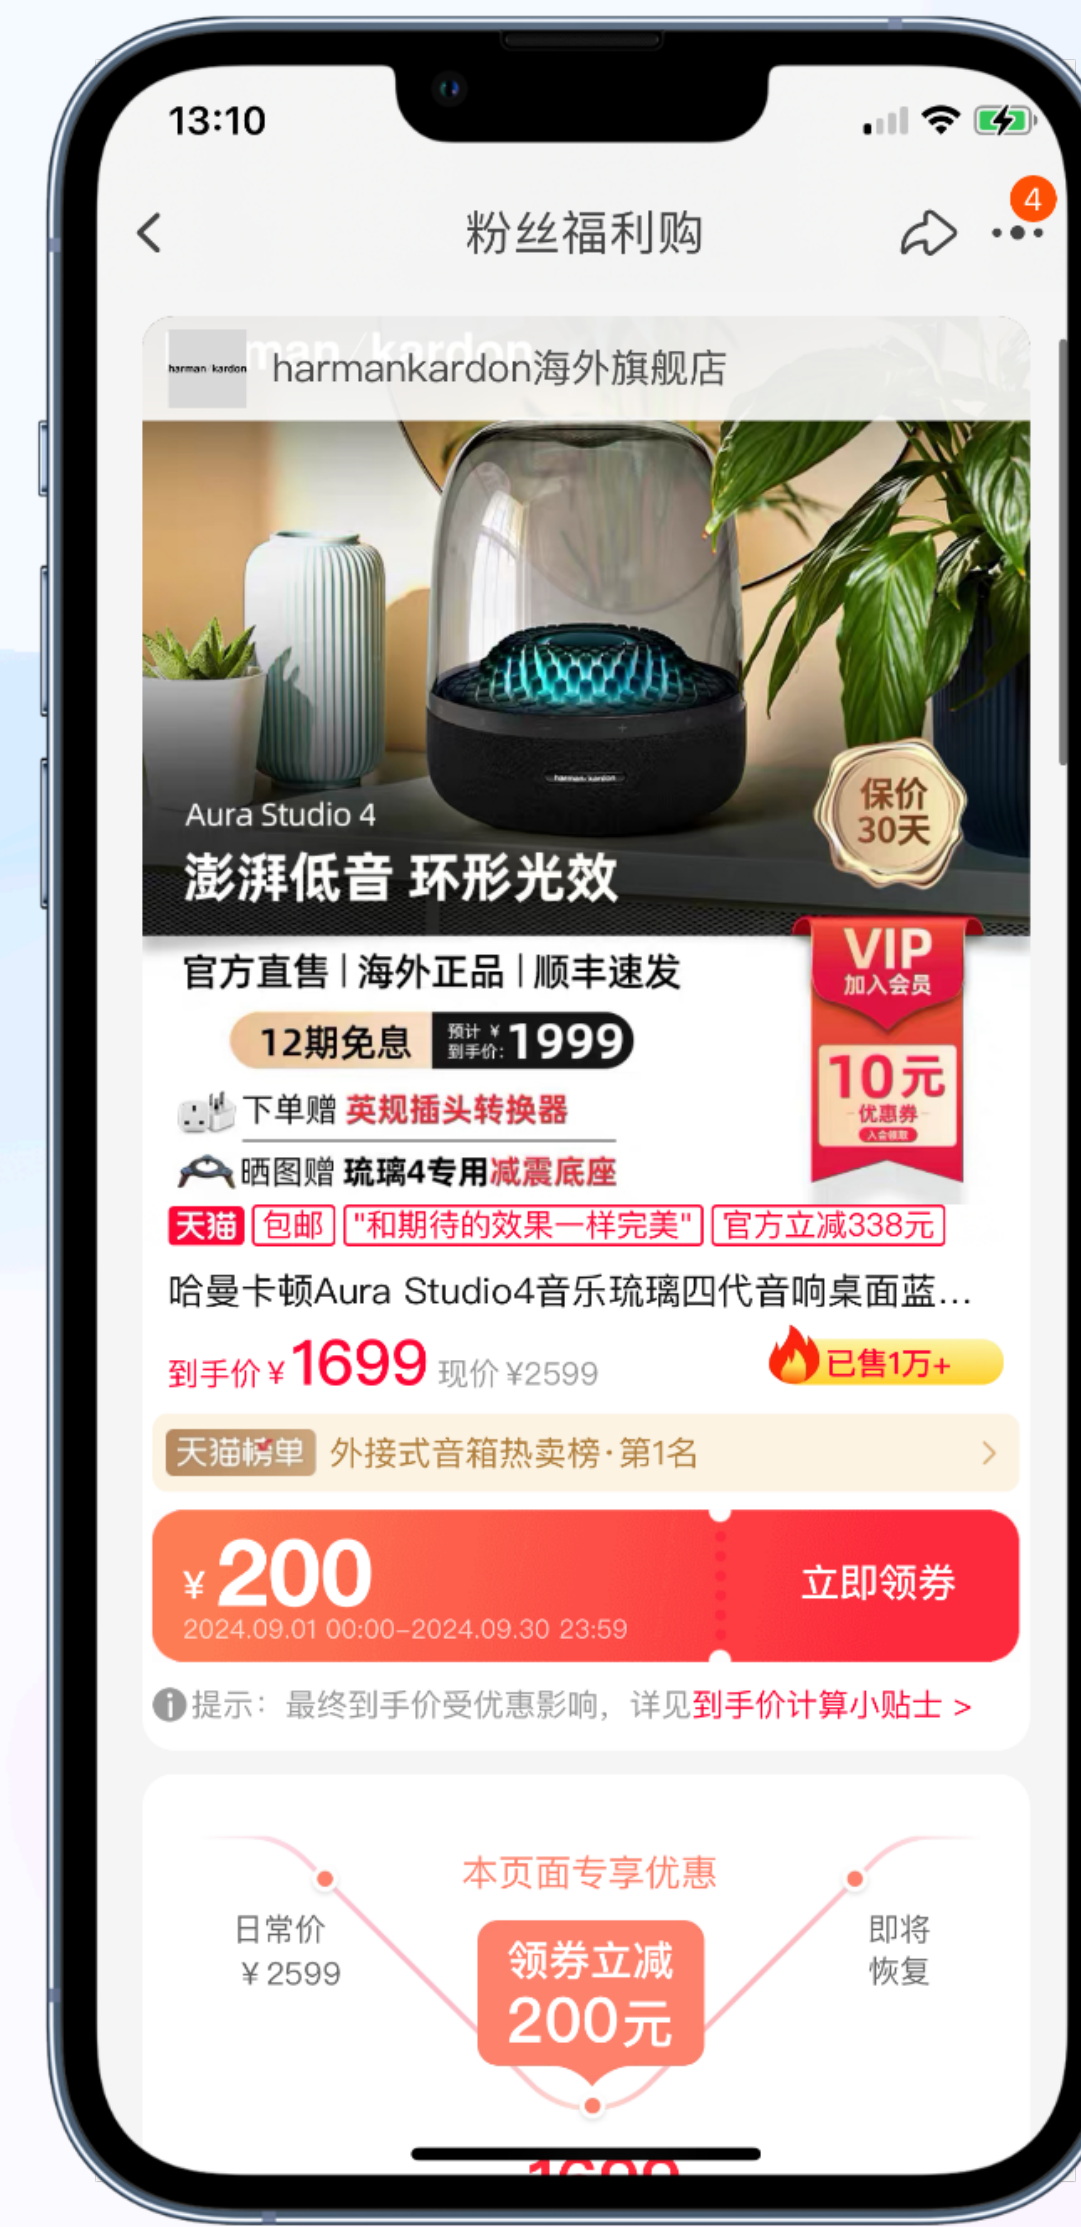 13:10
4
粉丝福利购
harman/kardon
harman/kardon
harmankardon海外旗舰店
harman/kardon
保价
30天
Aura Studio 4
澎湃低音 环形光效
官方直售 | 海外正品 | 顺丰速发
VIP
加入会员
12期免息 预计到手价:¥1999
10元
优惠券
入会领取
下单赠 英规插头转换器
晒图赠 琉璃4专用减震底座
天猫 包邮 "和期待的效果一样完美" 官方立减338元
哈曼卡顿Aura Studio4音乐琉璃四代音响桌面蓝...
到手价 ¥1699 现价 ¥2599 已售1万+
天猫榜单 外接式音箱热卖榜·第1名
¥200
立即领券
2024.09.01 00:00-2024.09.30 23:59
提示：最终到手价受优惠影响，详见到手价计算小贴士 >
本页面专享优惠
日常价
¥2599
领券立减
200元
即将
恢复
1699